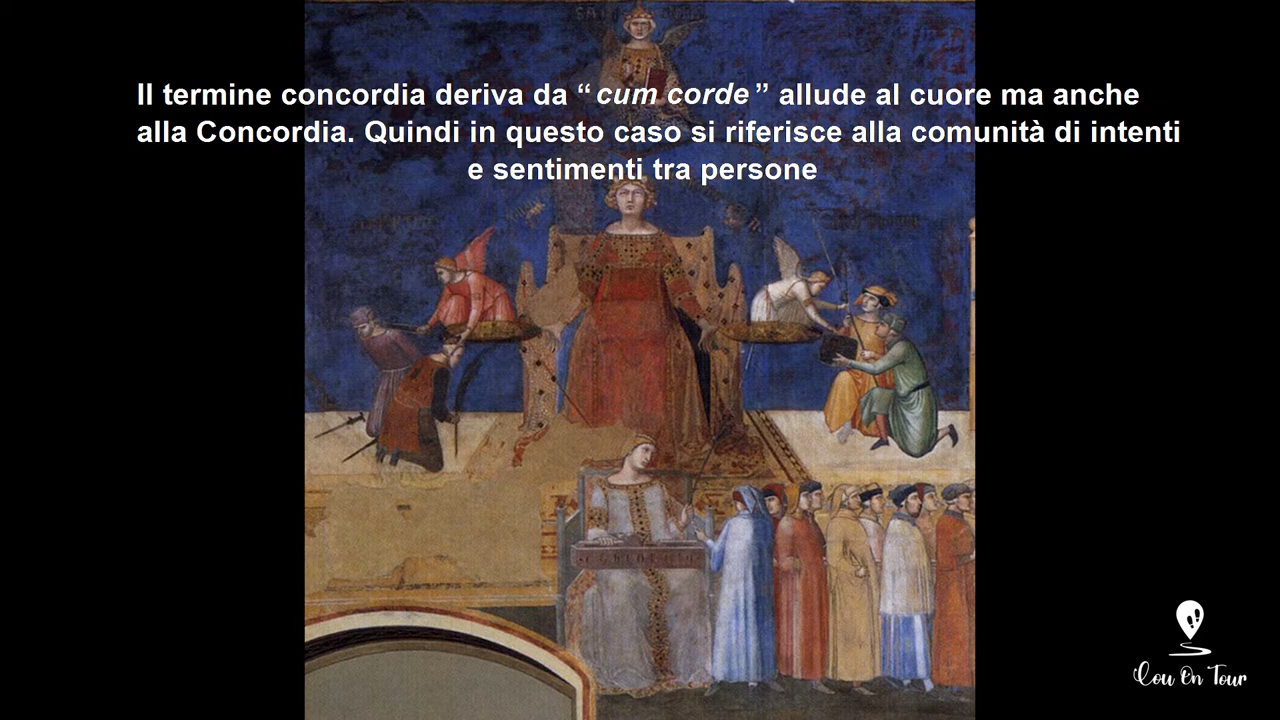 Il termine concordia deriva da “cum corde” allude al cuore ma anche
alla Concordia. Quindi in questo caso si riferisce alla comunità di intenti
e sentimenti tra persone
Cou On Tour